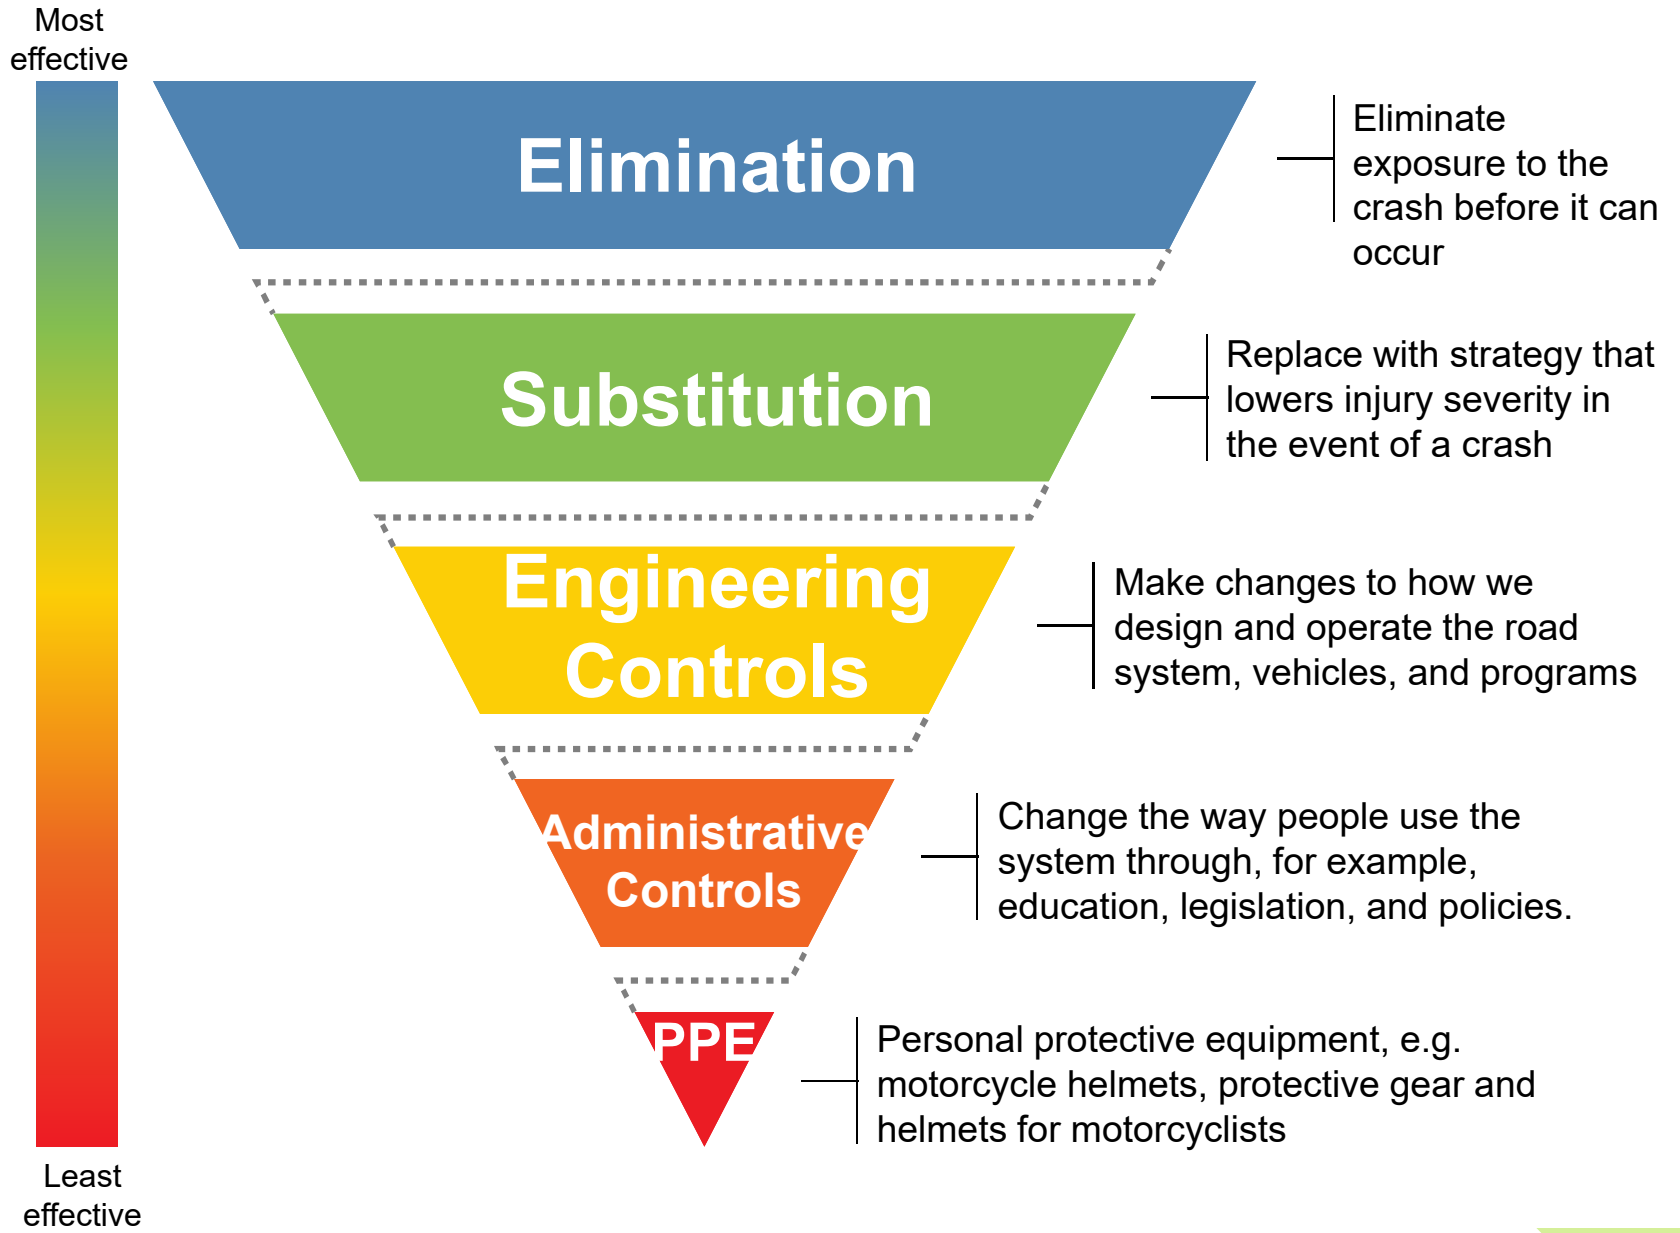 Most
effective
Elimination
Eliminate
exposure to the
crash before it can
occur
Substitution
Replace with strategy that
lowers injury severity in
the event of a crash
Engineering
Controls
Make changes to how we
design and operate the road
system, vehicles, and programs
Administrative
Controls
Change the way people use the
system through, for example,
education, legislation, and policies.
PPE
Personal protective equipment, e.g.
motorcycle helmets, protective gear and
helmets for motorcyclists
Least
effective